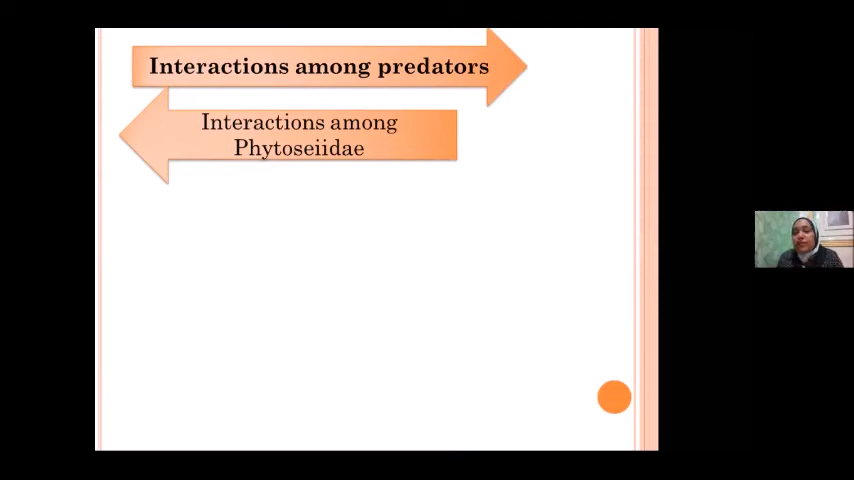 Interactions among predators
Interactions among
Phytoseiidae